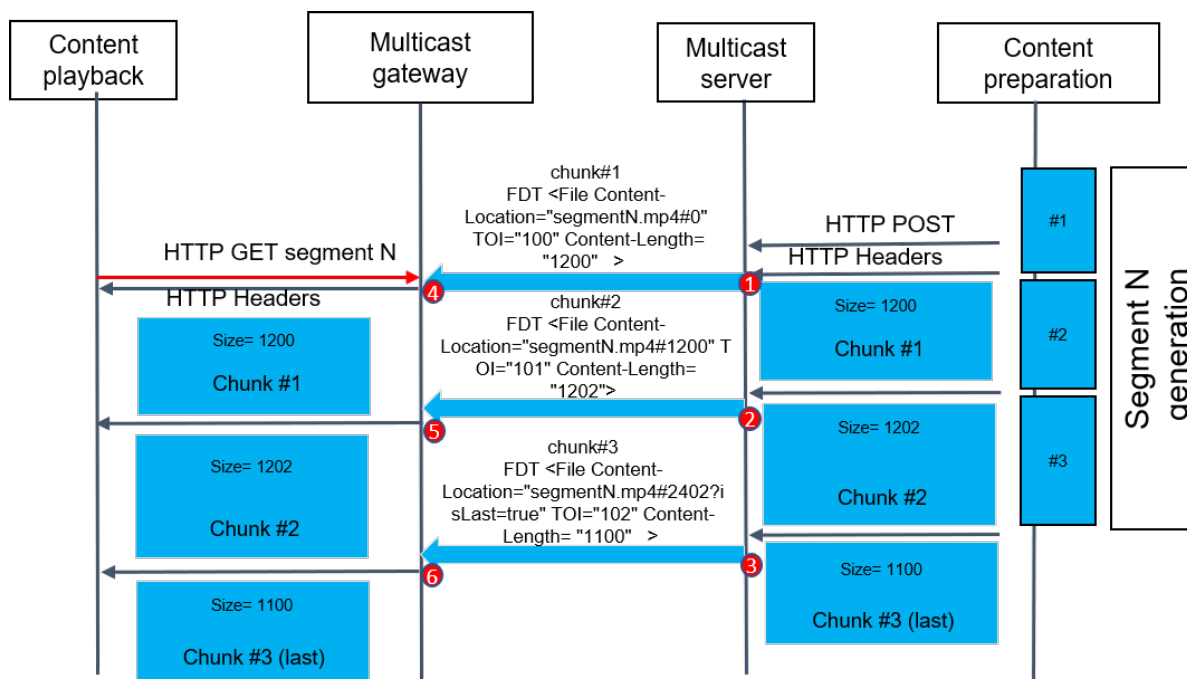 Content
playback
Multicast
gateway
Multicast
server
Content
preparation
chunk#1
FDT <File Content-
Location="segmentN.mp4#0"
TOI="100" Content-Length=
"1200"   >
HTTP POST
HTTP Headers
#1
HTTP GET segment N
HTTP Headers
4
1
chunk#2
FDT <File Content-
Location="segmentN.mp4#1200" T
OI="101" Content-Length=
"1202">
Size= 1200
Chunk #1
Size= 1200
Chunk #1
#2
Segment N
generation
5
2
chunk#3
FDT <File Content-
Location="segmentN.mp4#2402?i
sLast=true" TOI="102" Content-
Length= "1100"   >
Size= 1202
Chunk #2
Size= 1202
Chunk #2
#3
6
3
Size= 1100
Chunk #3 (last)
Size= 1100
Chunk #3 (last)